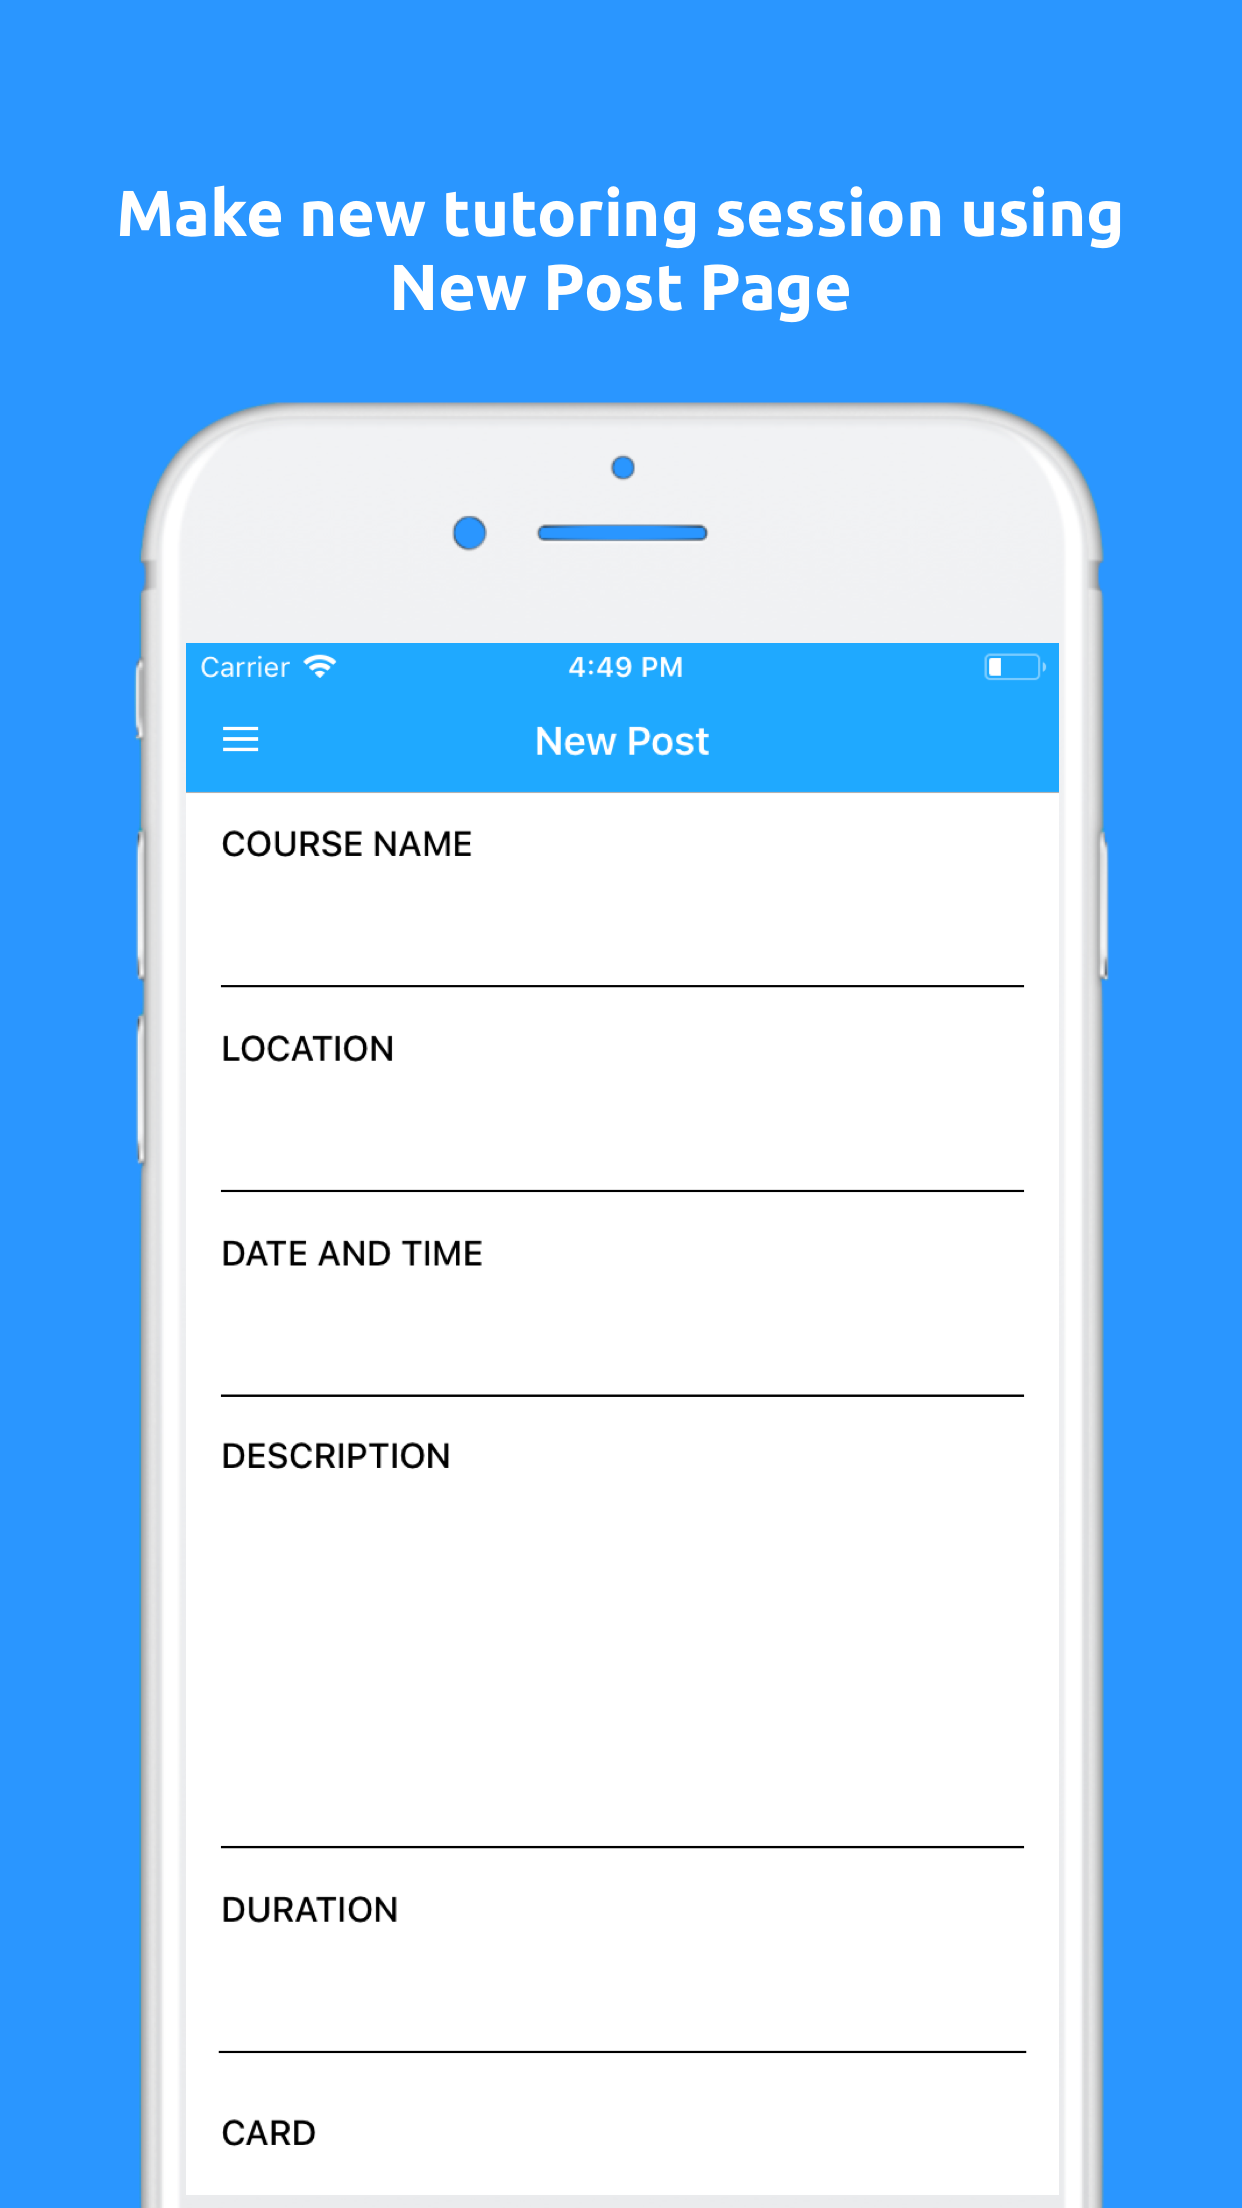 Make new tutoring session using
New Post Page
Carrier 4:49 PM
New Post
COURSE NAME
LOCATION
DATE AND TIME
DESCRIPTION
DURATION
CARD